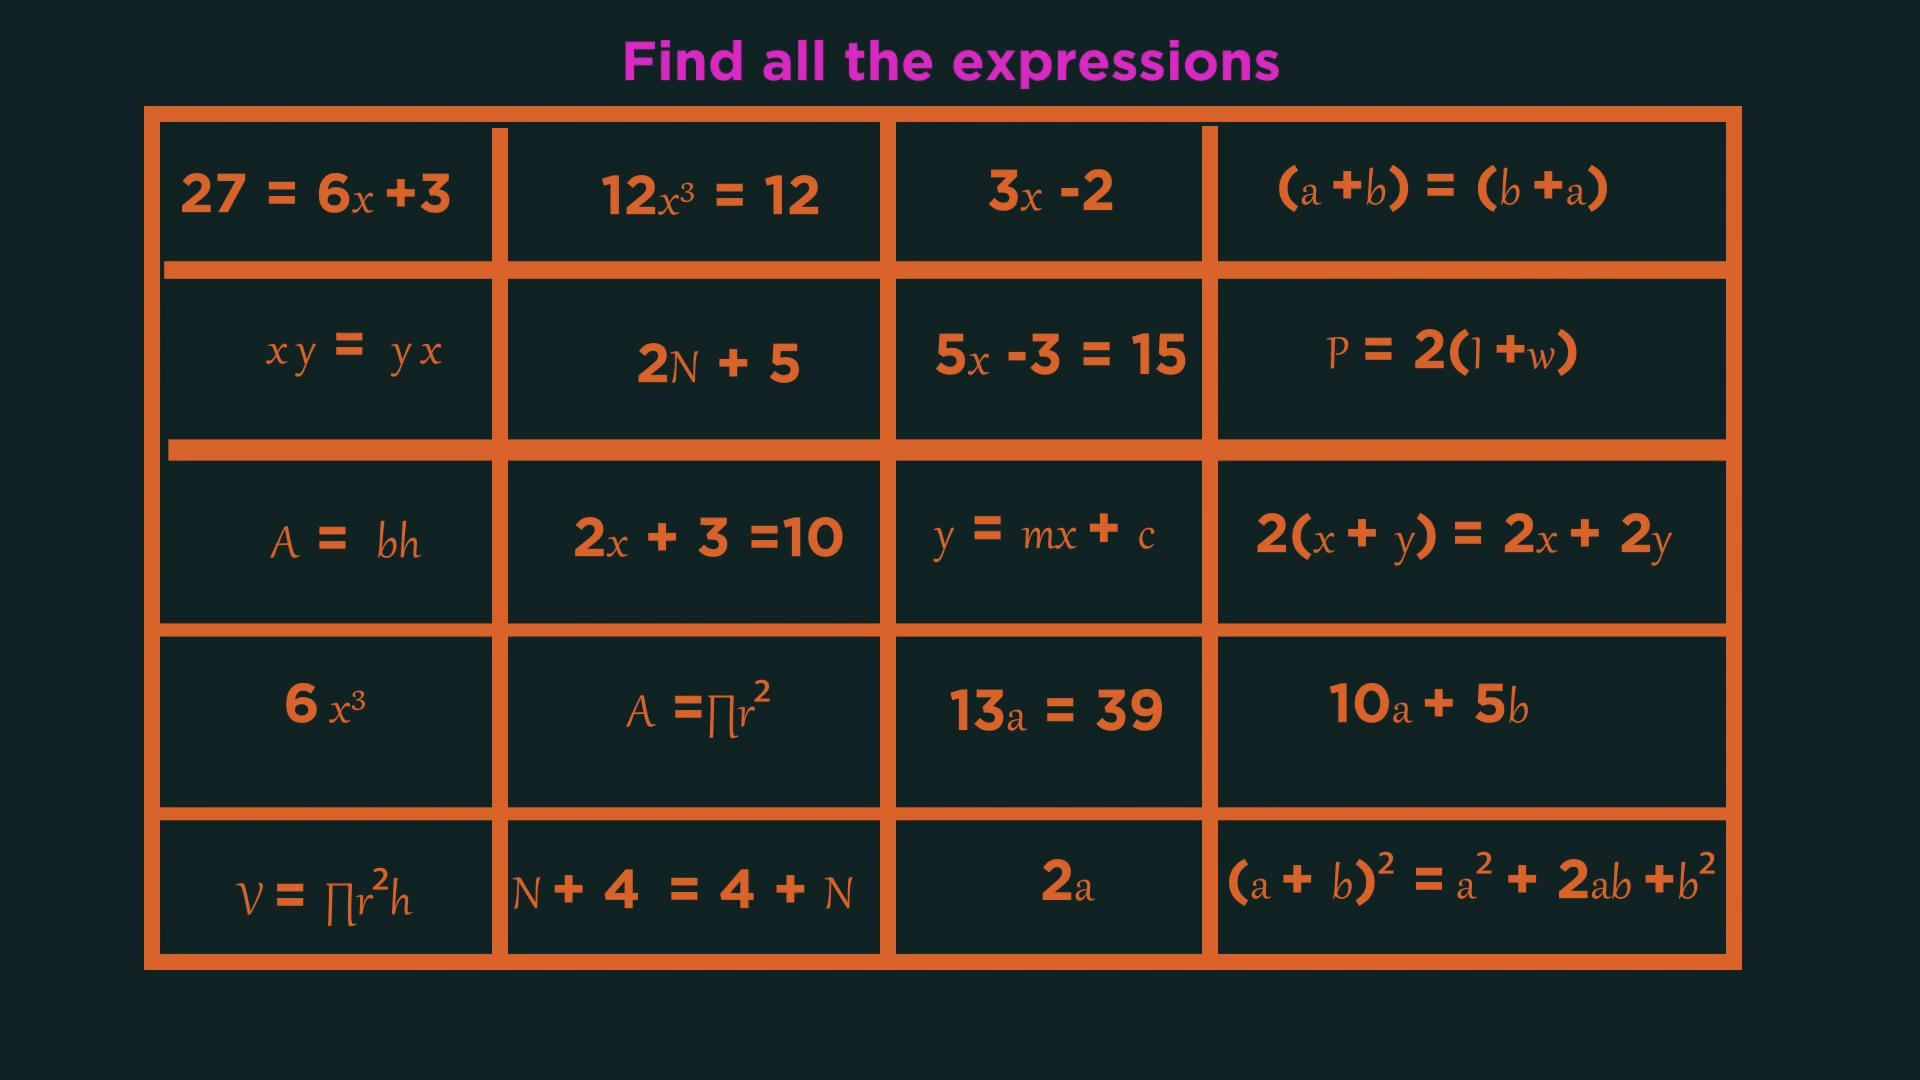 Find all the expressions
27 = 6x +3
12x³ = 12
3x -2
(a +b) = (b +a)
x y = y x
2N + 5
5x -3 = 15
P = 2(l +w)
A = bh
2x + 3 =10
y = mx + c
2(x + y) = 2x + 2y
6 x³
A =∏r²
13a = 39
10a + 5b
V = ∏r²h
N + 4 = 4 + N
2a
(a + b)² = a² + 2ab +b²